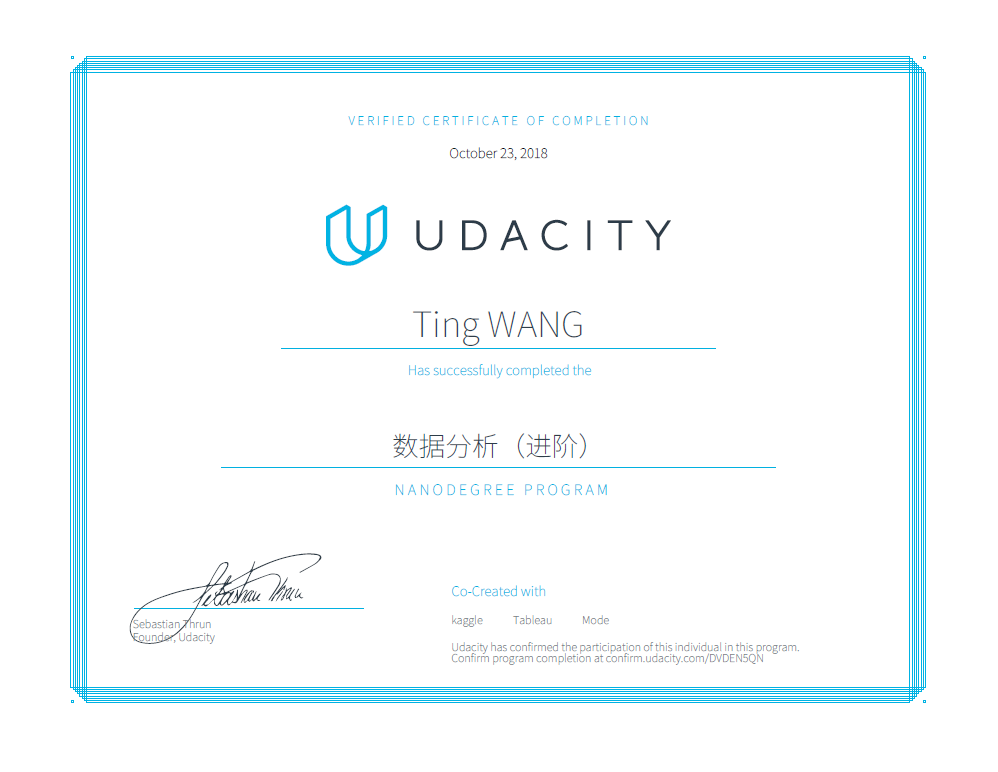 VERIFIED CERTIFICATE OF COMPLETION
October 23, 2018
UDACITY
Ting WANG
Has successfully completed the
数据分析（进阶）
NANODEGREE PROGRAM
Sebastian Thrun
Sebastian Thrun
Founder, Udacity
Co-Created with
kaggle Tableau Mode
Udacity has confirmed the participation of this individual in this program.
Confirm program completion at confirm.udacity.com/DVDEN5QN